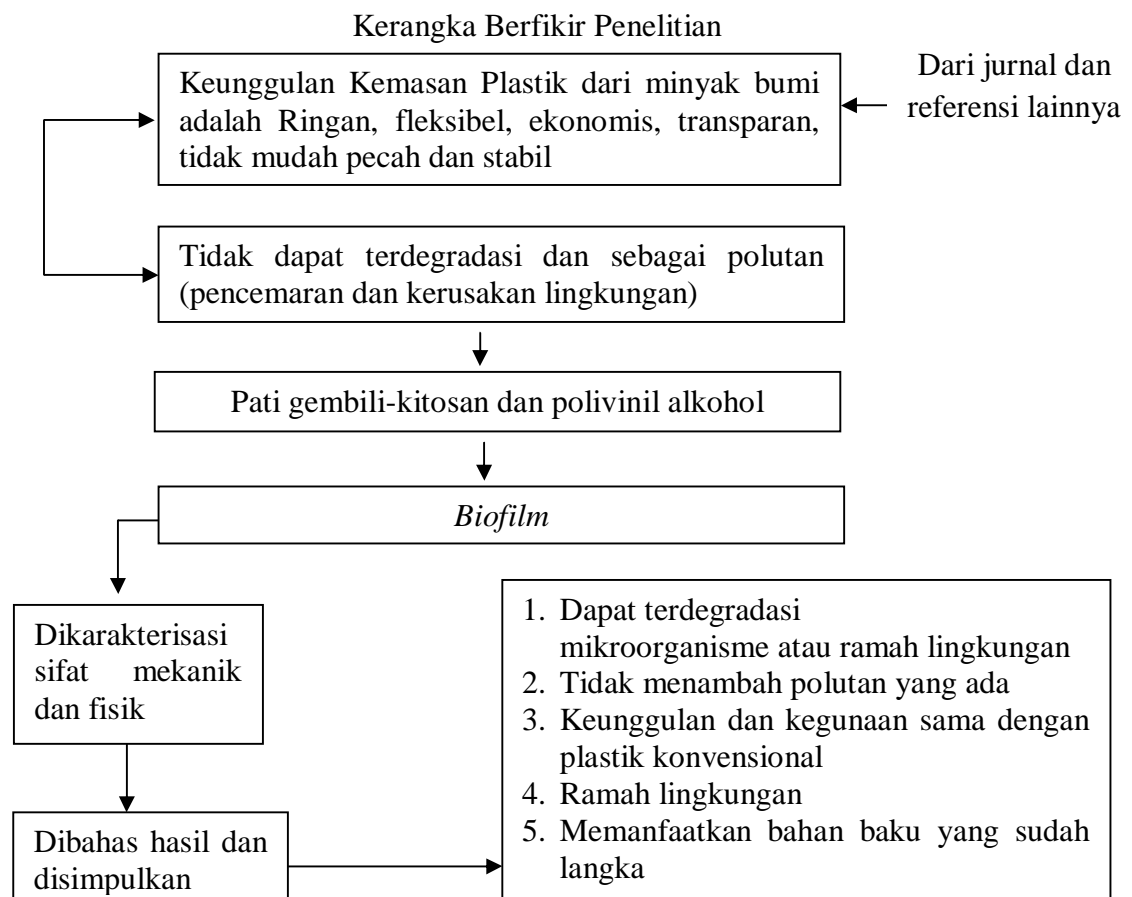 Kerangka Berfikir Penelitian
Keunggulan Kemasan Plastik dari minyak bumi
adalah Ringan, fleksibel, ekonomis, transparan,
tidak mudah pecah dan stabil
Dari jurnal dan
referensi lainnya
Tidak dapat terdegradasi dan sebagai polutan
(pencemaran dan kerusakan lingkungan)
Pati gembili-kitosan dan polivinil alkohol
Biofilm
Dikarakterisasi
sifat mekanik
dan fisik
Dibahas hasil dan
disimpulkan
1. Dapat terdegradasi
mikroorganisme atau ramah lingkungan
2. Tidak menambah polutan yang ada
3. Keunggulan dan kegunaan sama dengan
plastik konvensional
4. Ramah lingkungan
5. Memanfaatkan bahan baku yang sudah
langka